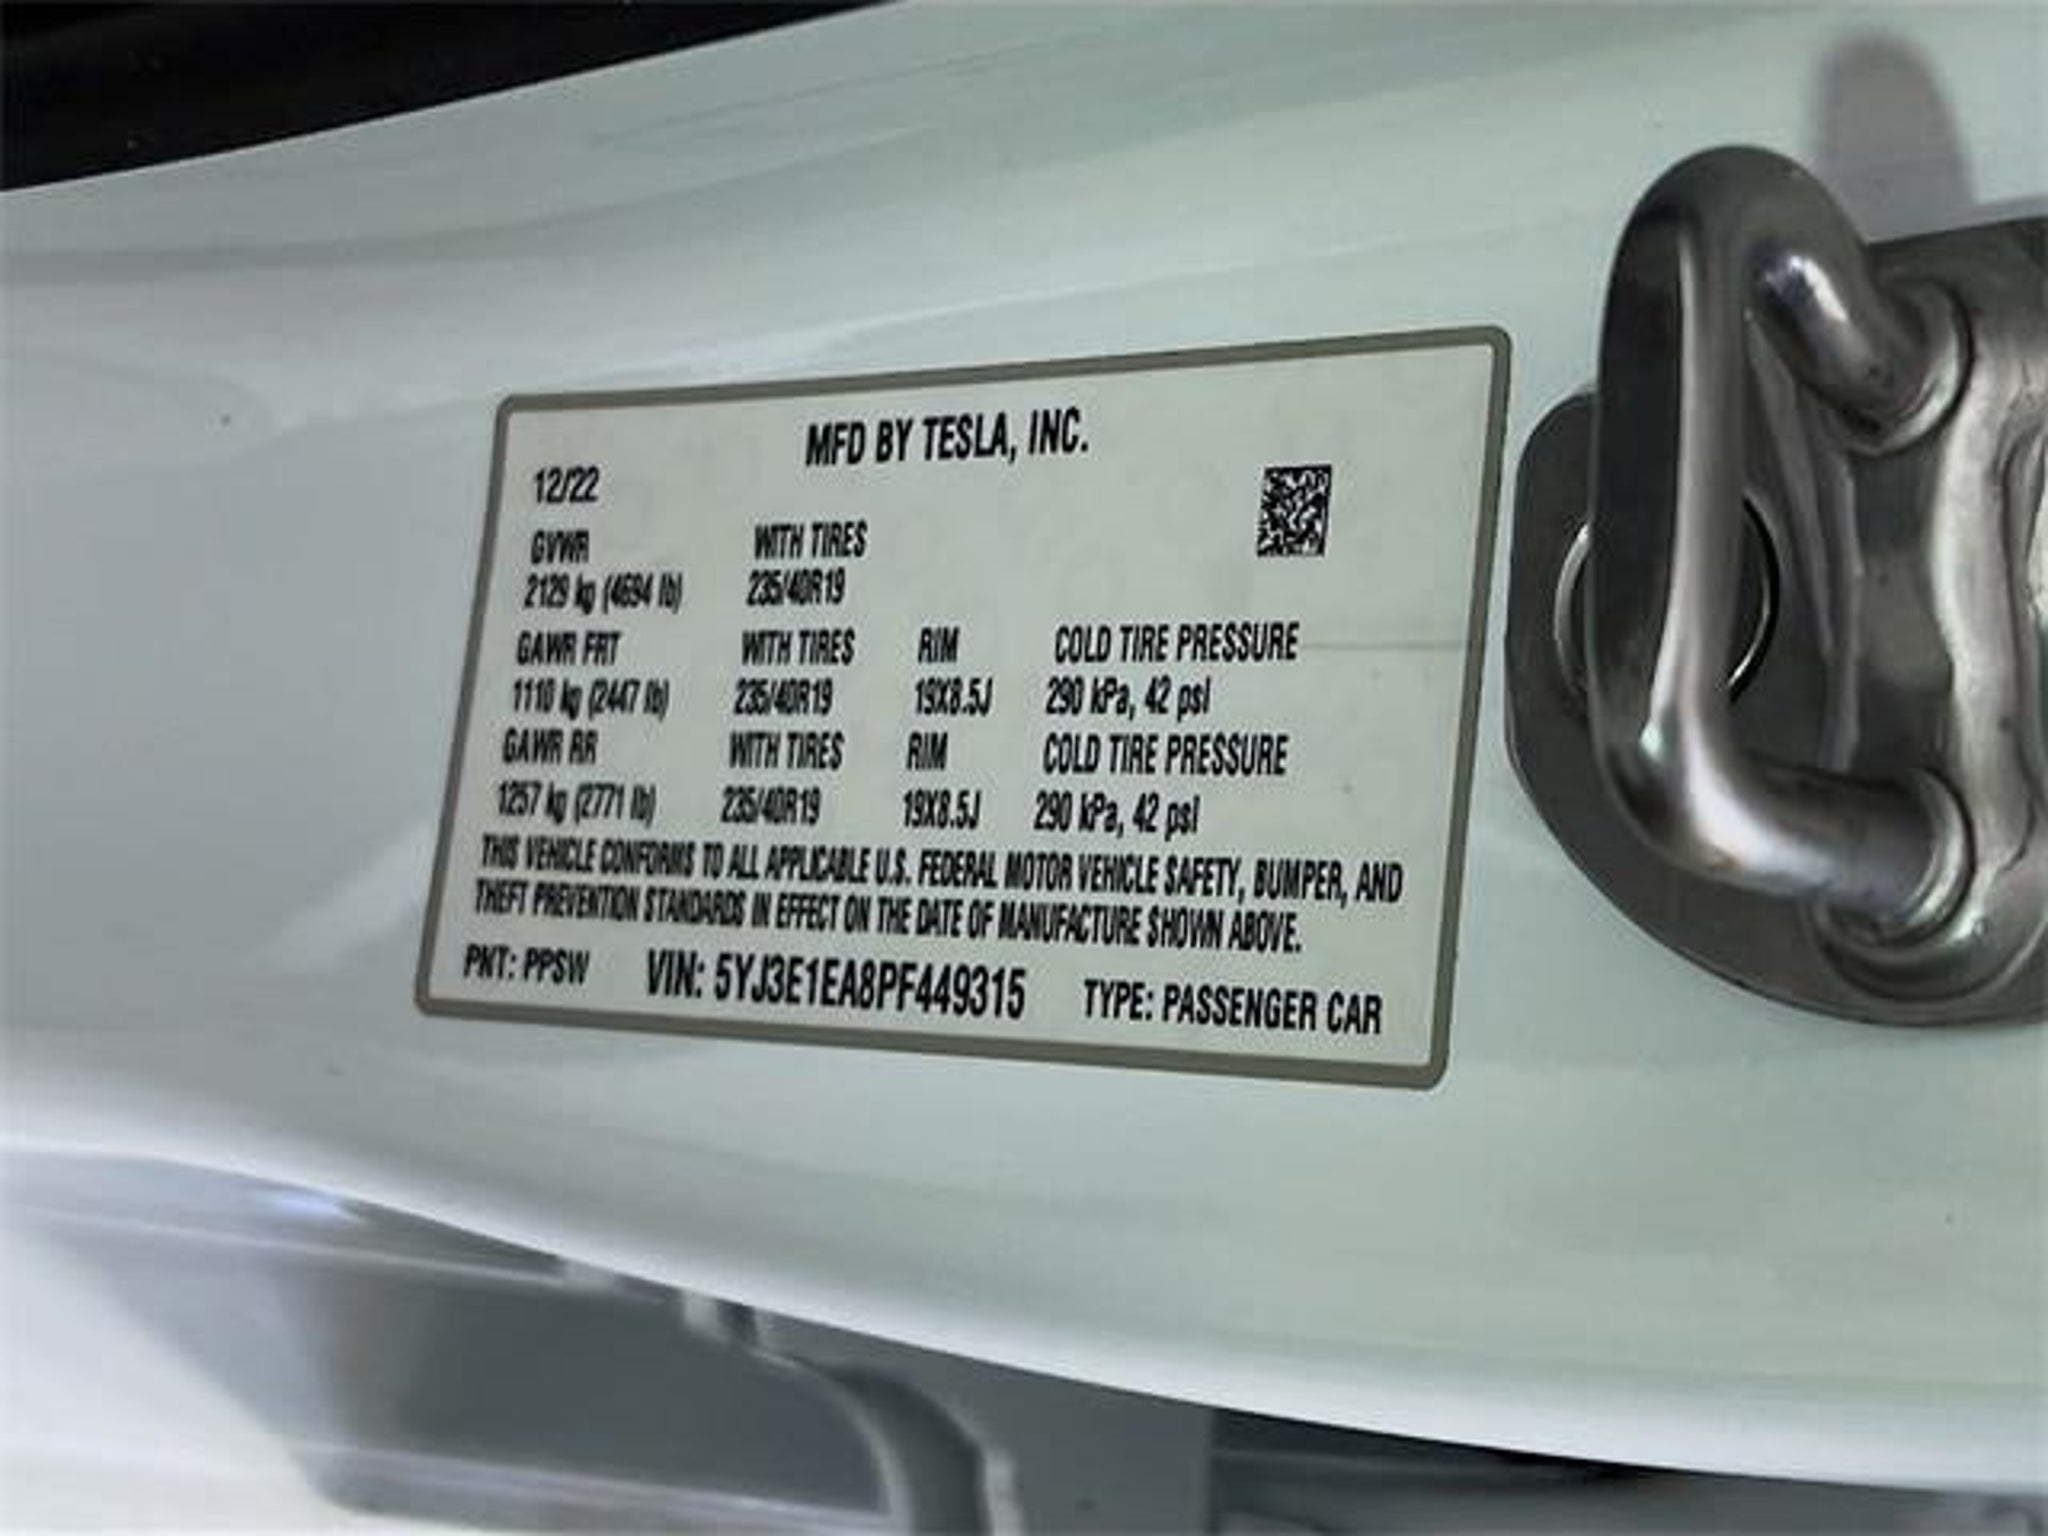 MFD BY TESLA, INC.
12/22
GVWR WITH TIRES
2129 kg (4694 lb) 235/40R19
GAWR FRT WITH TIRES RIM COLD TIRE PRESSURE
1110 kg (2447 lb) 235/40R19 19X8.5J 290 kPa, 42 psi
GAWR RR WITH TIRES RIM COLD TIRE PRESSURE
1257 kg (2771 lb) 235/40R19 19X8.5J 290 kPa, 42 psi
THIS VEHICLE CONFORMS TO ALL APPLICABLE U.S. FEDERAL MOTOR VEHICLE SAFETY, BUMPER, AND
THEFT PREVENTION STANDARDS IN EFFECT ON THE DATE OF MANUFACTURE SHOWN ABOVE.
PNT: PPSW VIN: 5YJ3E1EA8PF449315 TYPE: PASSENGER CAR